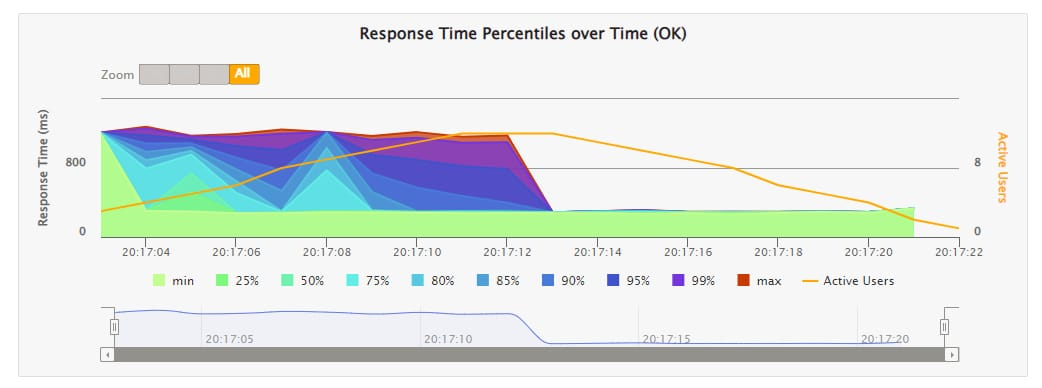 Response Time Percentiles over Time (OK)
Zoom All
Response Time (ms)
800
0
8
0
Active Users
20:17:04 20:17:06 20:17:08 20:17:10 20:17:12 20:17:14 20:17:16 20:17:18 20:17:20 20:17:22
min 25% 50% 75% 80% 85% 90% 95% 99% max Active Users
20:17:05 20:17:10 20:17:15 20:17:20